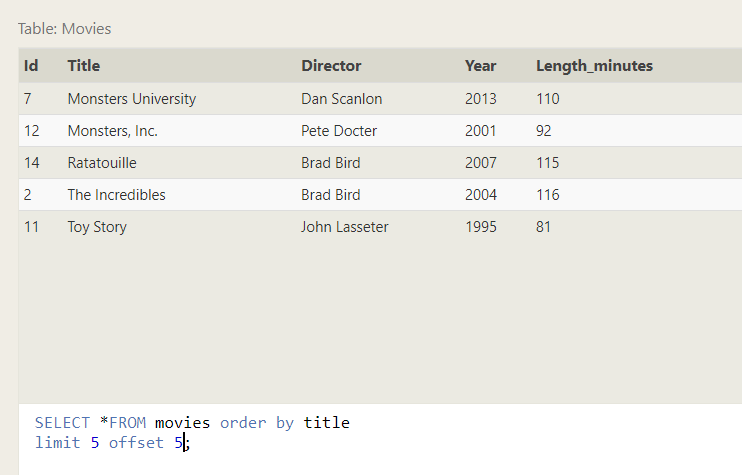 Table: Movies
Id Title Director Year Length_minutes
7 Monsters University Dan Scanlon 2013 110
12 Monsters, Inc. Pete Docter 2001 92
14 Ratatouille Brad Bird 2007 115
2 The Incredibles Brad Bird 2004 116
11 Toy Story John Lasseter 1995 81
SELECT *FROM movies order by title
limit 5 offset 5;